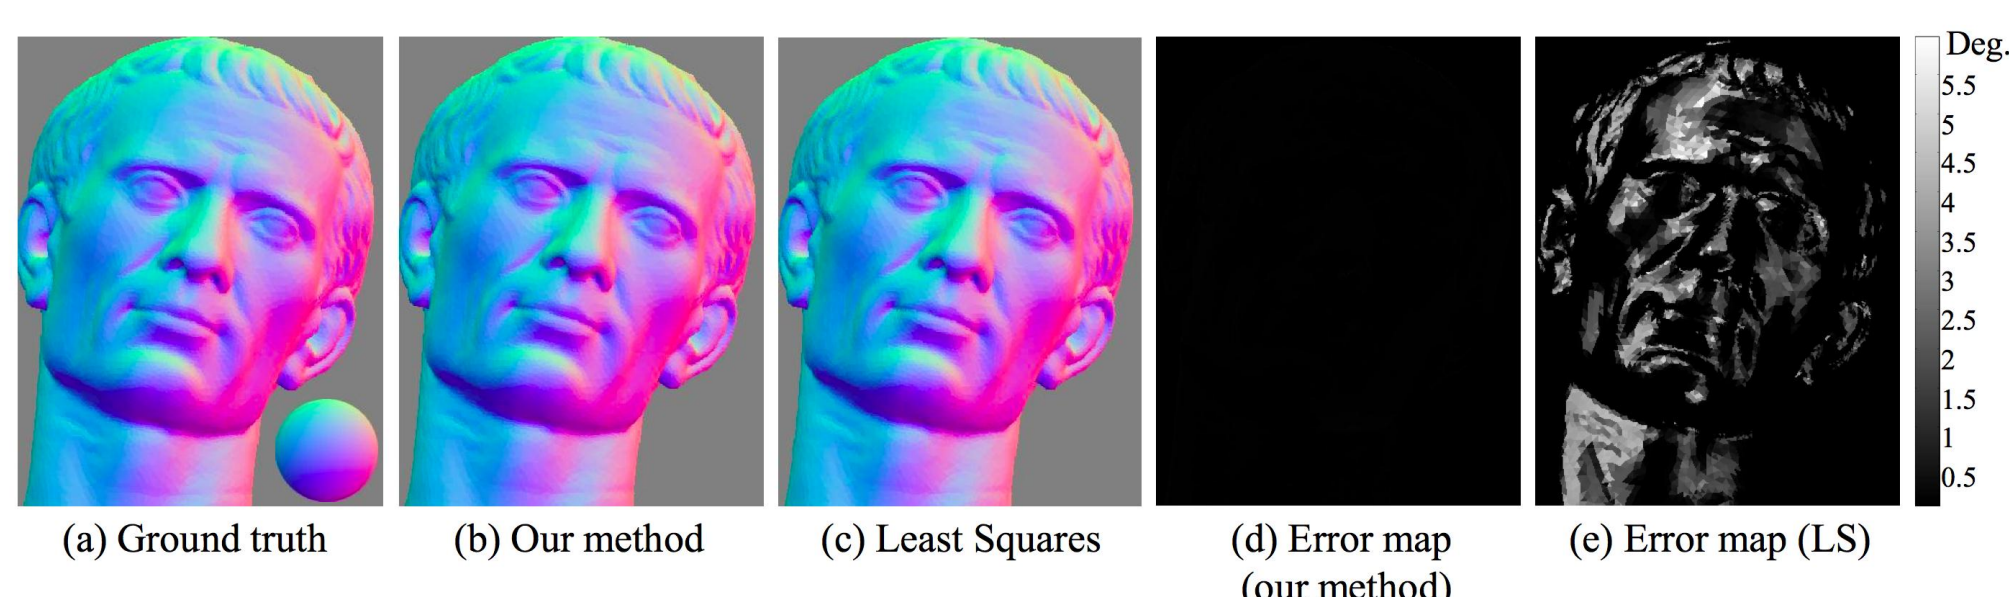 Deg.
5.5
5
4.5
4
3.5
3
2.5
2
1.5
1
0.5
(a) Ground truth
(b) Our method
(c) Least Squares
(d) Error map
(our method)
(e) Error map (LS)